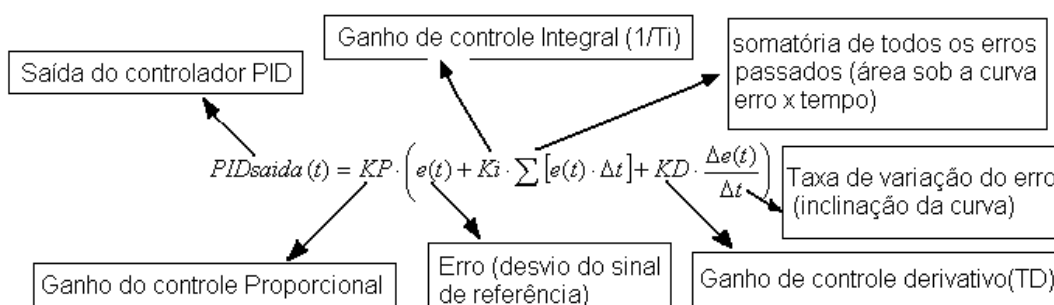 Ganho de controle Integral (1/Ti)
somatória de todos os erros
passados (área sob a curva
erro x tempo)
Saída do controlador PID
PIDsaida(t) = KP · ( e(t) + Ki · ∑ [e(t) · Δt] + KD · Δe(t)/Δt )
Taxa de variação do erro
(inclinação da curva)
Ganho do controle Proporcional
Erro (desvio do sinal
de referência)
Ganho de controle derivativo(TD)